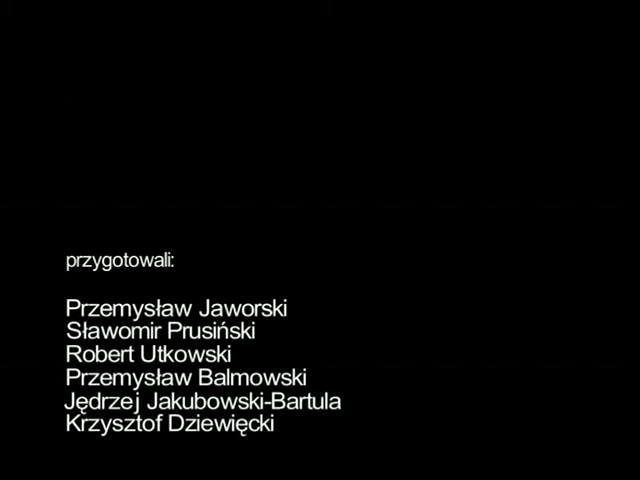 przygotowali:
Przemysław Jaworski
Sławomir Prusiński
Robert Utkowski
Przemysław Balmowski
Jędrzej Jakubowski-Bartula
Krzysztof Dziewięcki